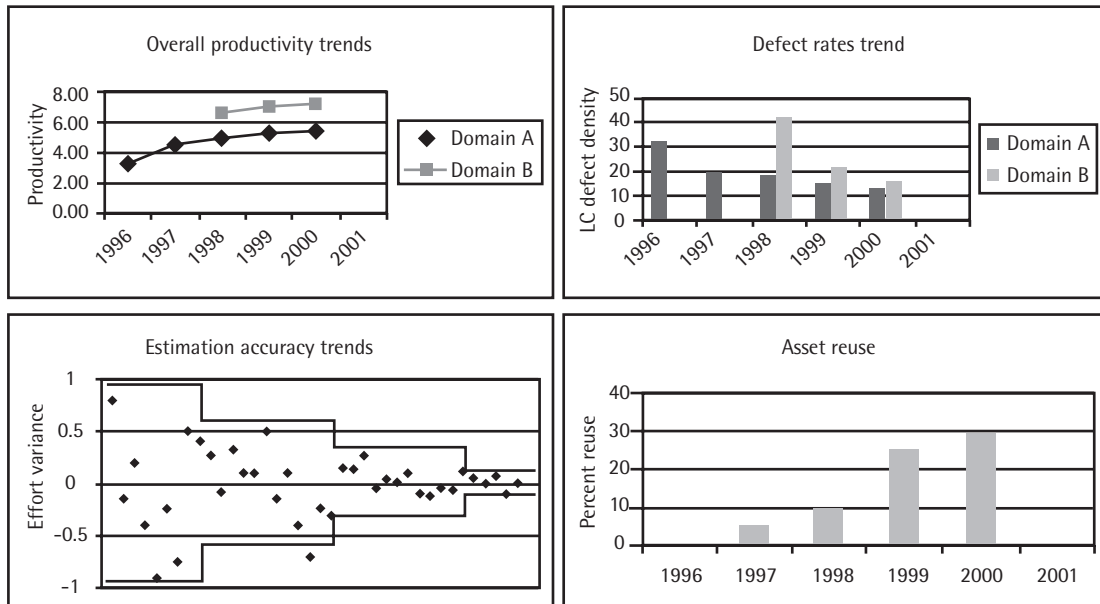 Overall productivity trends
Productivity
8.00
6.00
4.00
2.00
0.00
1996
1997
1998
1999
2000
2001
Domain A
Domain B
Defect rates trend
LC defect density
50
40
30
20
10
0
1996
1997
1998
1999
2000
2001
Domain A
Domain B
Estimation accuracy trends
Effort variance
1
0.5
0
-0.5
-1
Asset reuse
Percent reuse
40
30
20
10
0
1996 1997 1998 1999 2000 2001